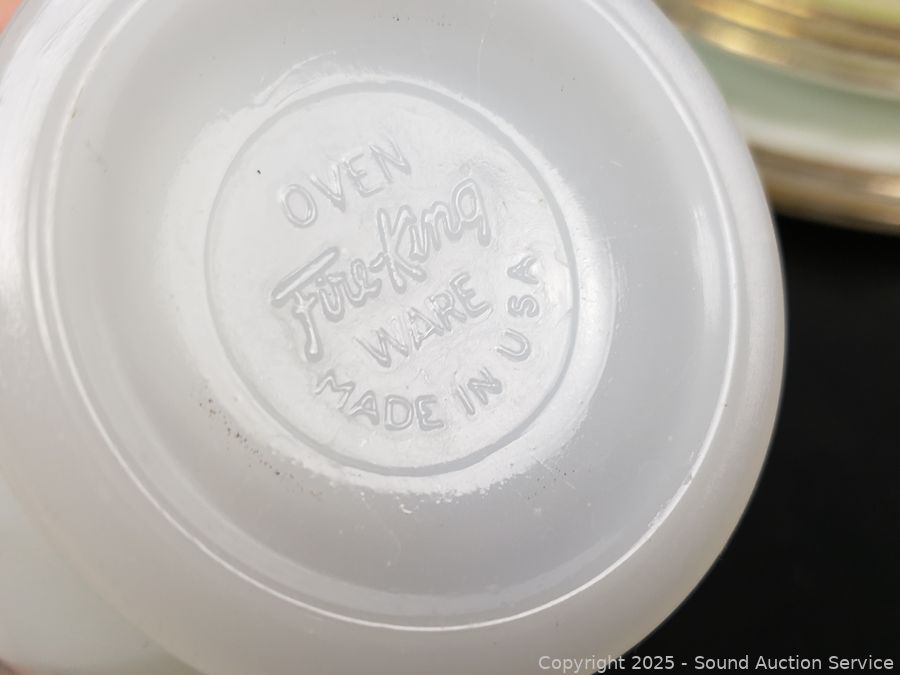 OVEN
Fire-King
WARE
MADE IN USA
Copyright 2025 - Sound Auction Service